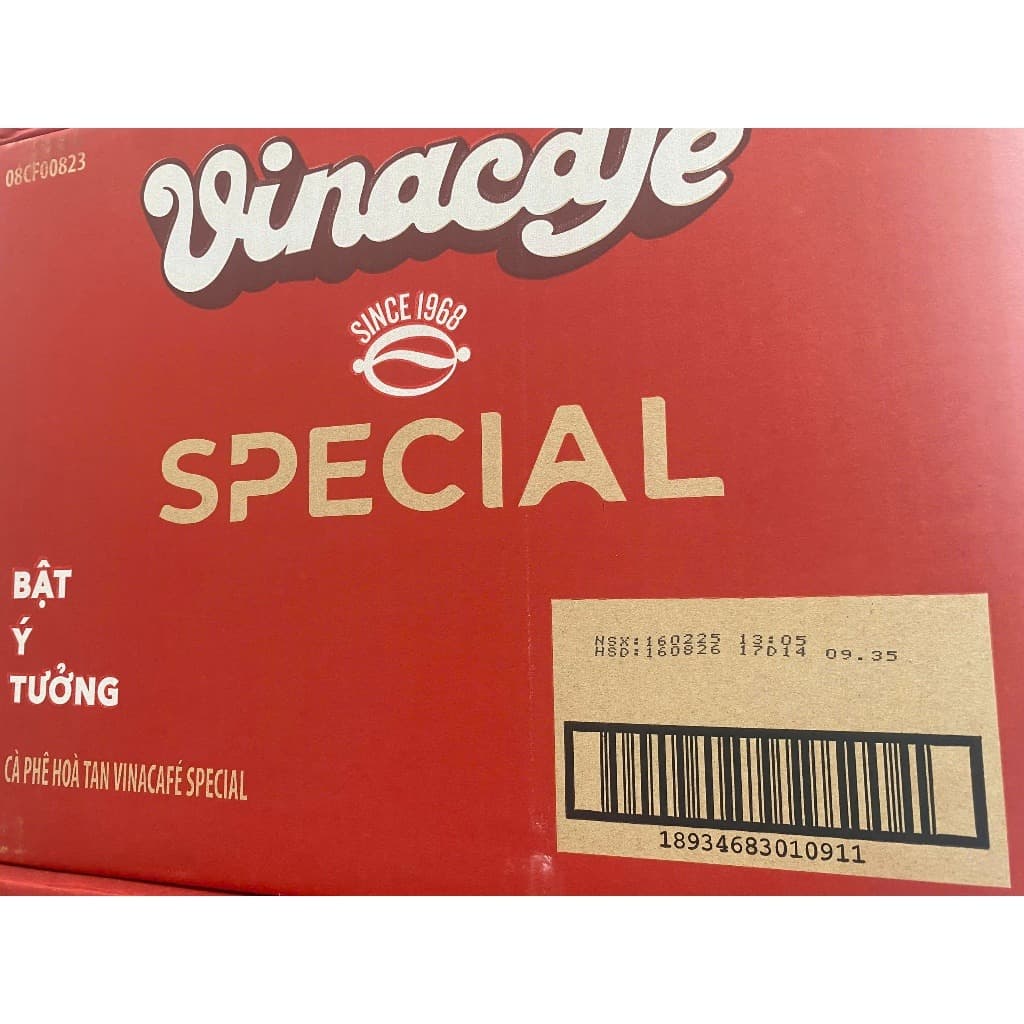 08CF00823
Vinacafé
SINCE 1968
SPECIAL
BẬT
Ý
TƯỞNG
CÀ PHÊ HOÀ TAN VINACAFÉ SPECIAL
NSX:160225 13:05
HSD:160826 17D14 09.35
18934683010911